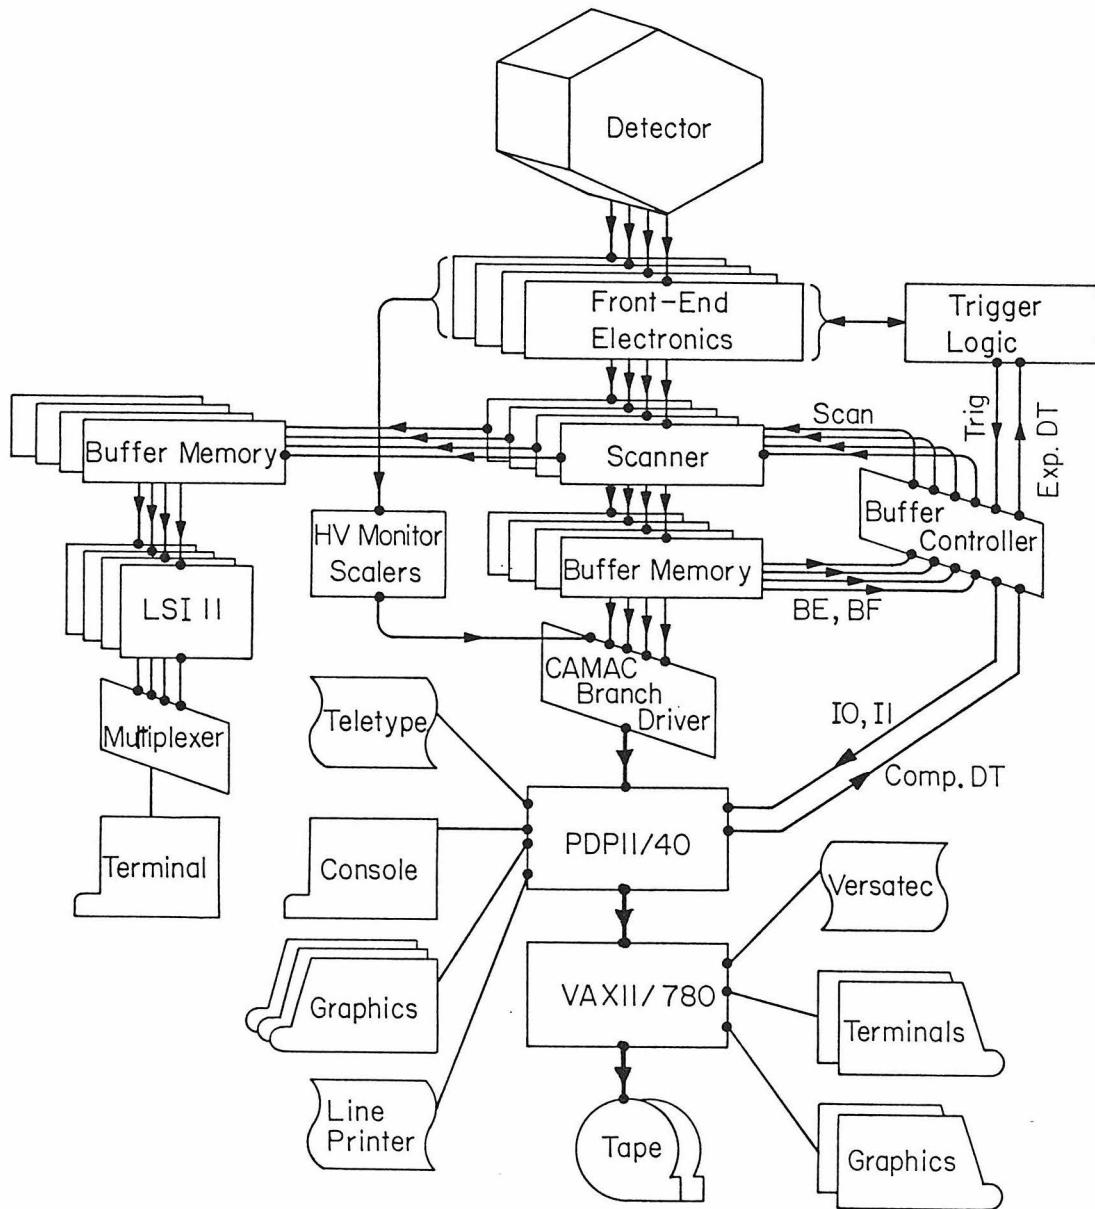 Detector
Front-End
Electronics
Trigger
Logic
Scan
Trig
Exp. DT
Buffer Memory
Scanner
Buffer
Controller
HV Monitor
Scalers
Buffer Memory
BE, BF
LSI 11
CAMAC
Branch
Driver
Multiplexer
Teletype
IO, I1
Comp. DT
PDP11/40
Terminal
Console
Versatec
Graphics
VAX11/780
Terminals
Line
Printer
Tape
Graphics